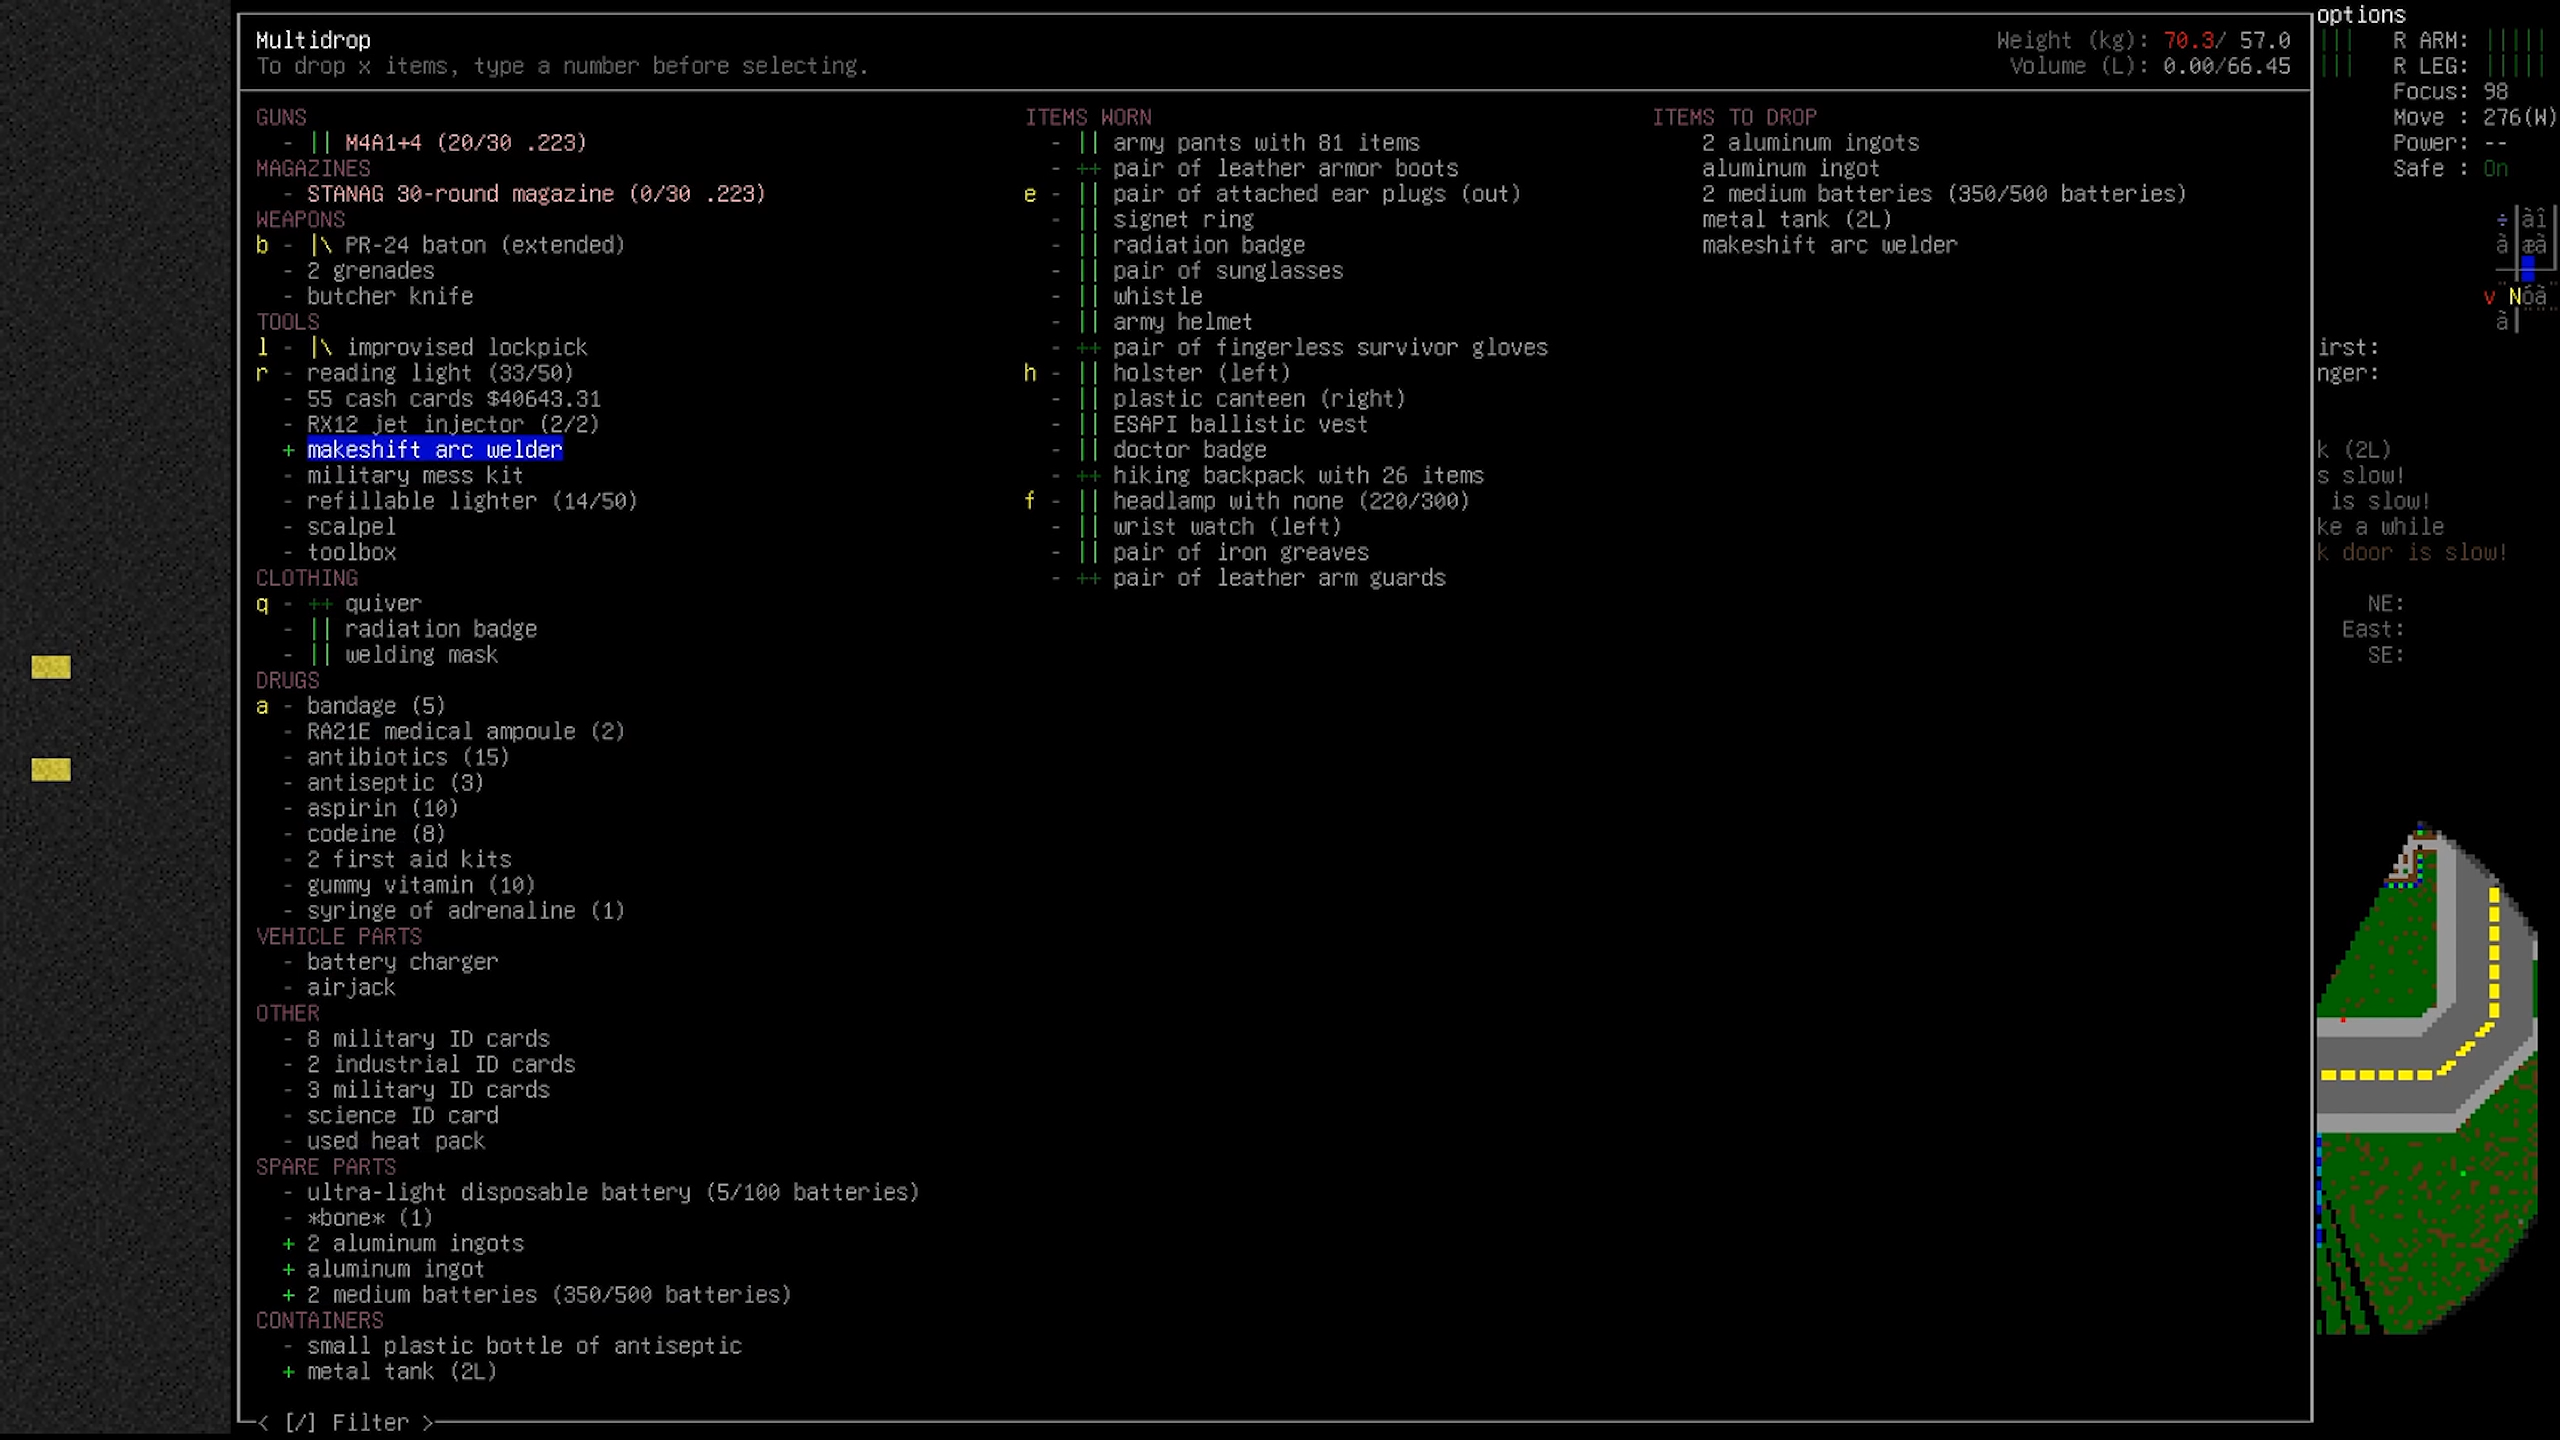 Multidrop
To drop x items, type a number before selecting.
Weight (kg): 70.3/ 57.0
Volume (L): 0.00/66.45
GUNS
- || M4A1+4 (20/30 .223)
MAGAZINES
- STANAG 30-round magazine (0/30 .223)
WEAPONS
b - |\ PR-24 baton (extended)
- 2 grenades
- butcher knife
TOOLS
l - |\ improvised lockpick
r - reading light (33/50)
- 55 cash cards $40643.31
- RX12 jet injector (2/2)
+ makeshift arc welder
- military mess kit
- refillable lighter (14/50)
- scalpel
- toolbox
CLOTHING
q - ++ quiver
- || radiation badge
- || welding mask
DRUGS
a - bandage (5)
- RA21E medical ampoule (2)
- antibiotics (15)
- antiseptic (3)
- aspirin (10)
- codeine (8)
- 2 first aid kits
- gummy vitamin (10)
- syringe of adrenaline (1)
VEHICLE PARTS
- battery charger
- airjack
OTHER
- 8 military ID cards
- 2 industrial ID cards
- 3 military ID cards
- science ID card
- used heat pack
SPARE PARTS
- ultra-light disposable battery (5/100 batteries)
- *bone* (1)
+ 2 aluminum ingots
+ aluminum ingot
+ 2 medium batteries (350/500 batteries)
CONTAINERS
- small plastic bottle of antiseptic
+ metal tank (2L)
< [/] Filter >
ITEMS WORN
- || army pants with 81 items
- ++ pair of leather armor boots
e - || pair of attached ear plugs (out)
- || signet ring
- || radiation badge
- || pair of sunglasses
- || whistle
- || army helmet
- ++ pair of fingerless survivor gloves
h - || holster (left)
- || plastic canteen (right)
- || ESAPI ballistic vest
- || doctor badge
- ++ hiking backpack with 26 items
f - || headlamp with none (220/300)
- || wrist watch (left)
- || pair of iron greaves
- ++ pair of leather arm guards
ITEMS TO DROP
2 aluminum ingots
aluminum ingot
2 medium batteries (350/500 batteries)
metal tank (2L)
makeshift arc welder
options
||| R ARM: |||||
||| R LEG: |||||
Focus: 98
Move : 276(W)
Power: --
Safe : On
irst:
nger:
k (2L)
s slow!
is slow!
ke a while
k door is slow!
NE:
East:
SE: